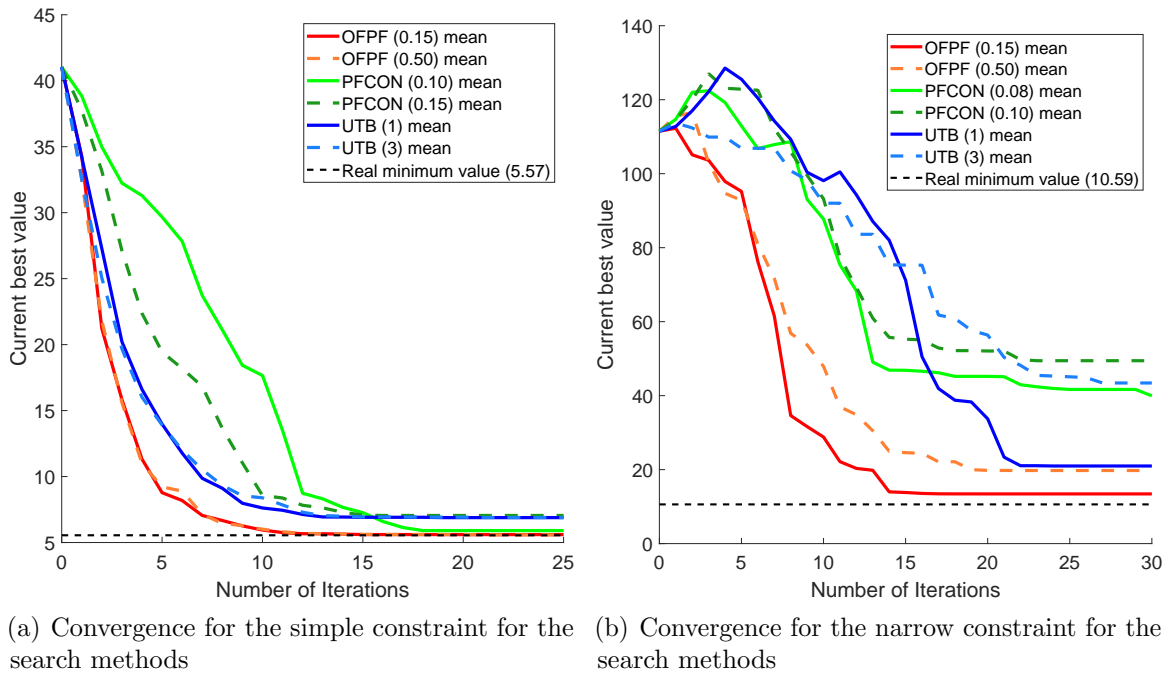 45
40
35
30
25
20
15
10
5
Current best value
0
5
10
15
20
25
Number of Iterations
OFPF (0.15) mean
OFPF (0.50) mean
PFCON (0.10) mean
PFCON (0.15) mean
UTB (1) mean
UTB (3) mean
Real minimum value (5.57)
(a) Convergence for the simple constraint for the
search methods
140
120
100
80
60
40
20
0
Current best value
0
5
10
15
20
25
30
Number of Iterations
OFPF (0.15) mean
OFPF (0.50) mean
PFCON (0.08) mean
PFCON (0.10) mean
UTB (1) mean
UTB (3) mean
Real minimum value (10.59)
(b) Convergence for the narrow constraint for the
search methods